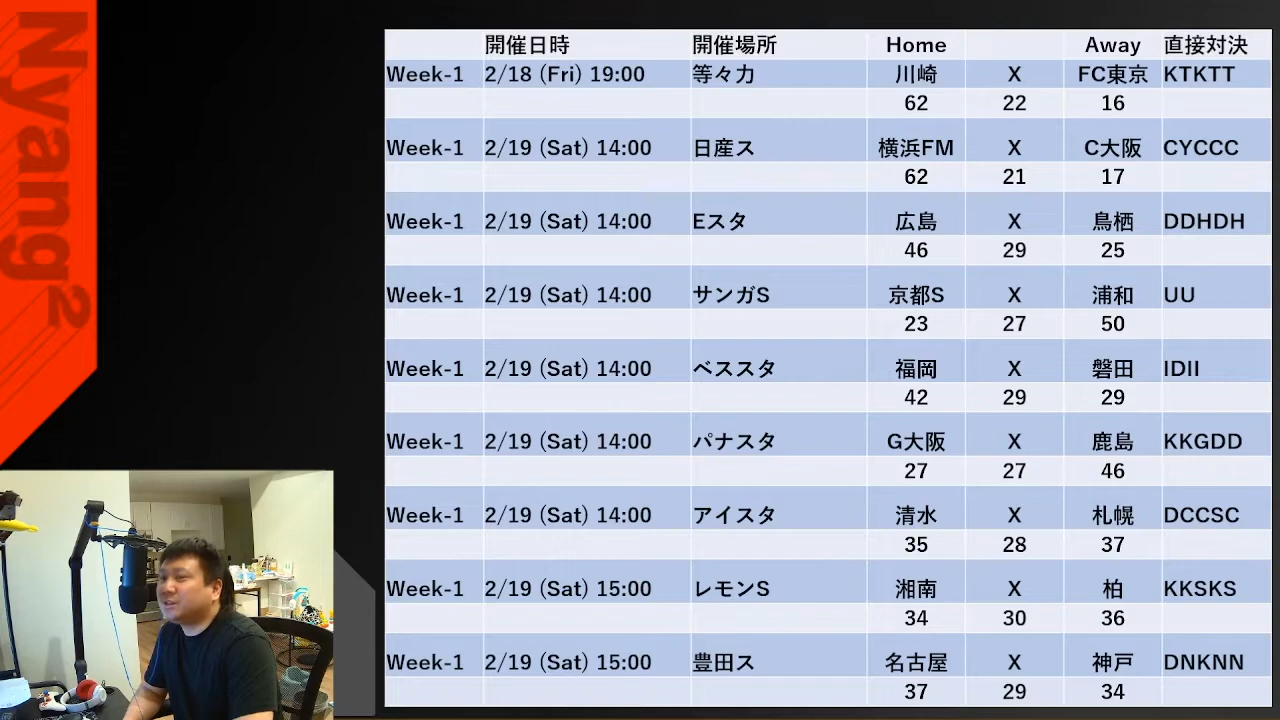 Nyang²
開催日時 開催場所 Home Away 直接対決
Week-1 2/18 (Fri) 19:00 等々力 川崎 X FC東京 KTKTT
62 22 16
Week-1 2/19 (Sat) 14:00 日産ス 横浜FM X C大阪 CYCCC
62 21 17
Week-1 2/19 (Sat) 14:00 Eスタ 広島 X 鳥栖 DDHDH
46 29 25
Week-1 2/19 (Sat) 14:00 サンガS 京都S X 浦和 UU
23 27 50
Week-1 2/19 (Sat) 14:00 ベススタ 福岡 X 磐田 IDII
42 29 29
Week-1 2/19 (Sat) 14:00 パナスタ G大阪 X 鹿島 KKGDD
27 27 46
Week-1 2/19 (Sat) 14:00 アイスタ 清水 X 札幌 DCCSC
35 28 37
Week-1 2/19 (Sat) 15:00 レモンS 湘南 X 柏 KKSKS
34 30 36
Week-1 2/19 (Sat) 15:00 豊田ス 名古屋 X 神戸 DNKNN
37 29 34